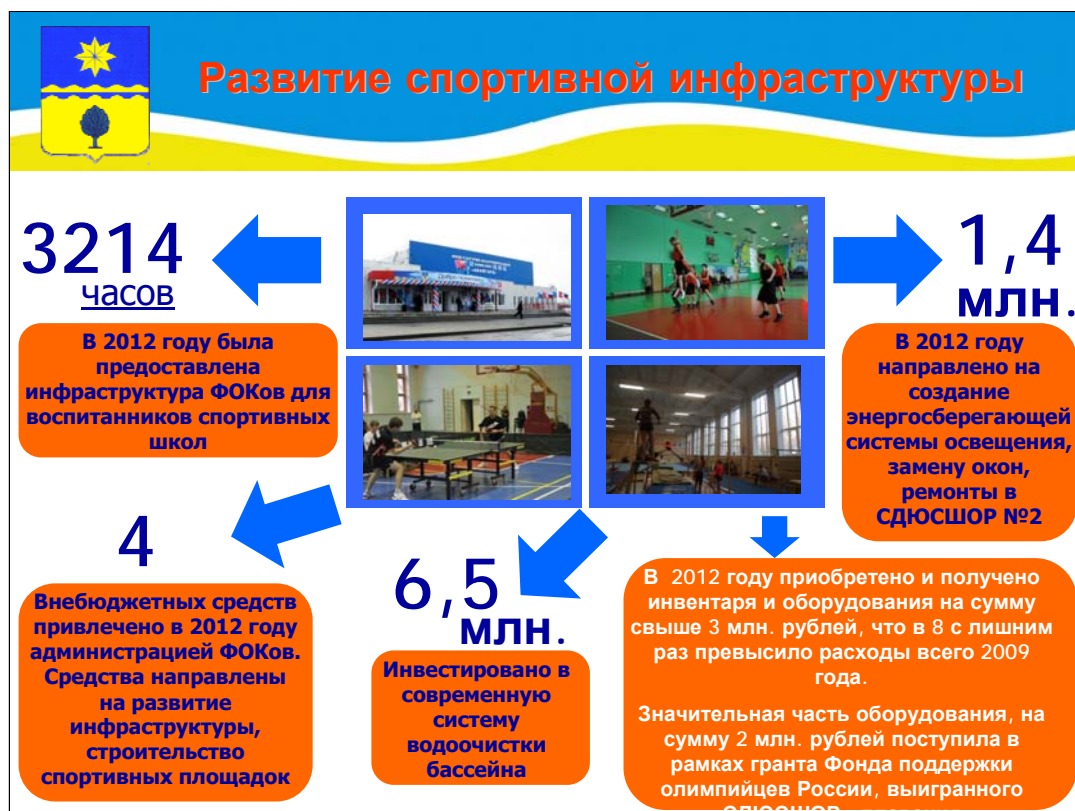 Развитие спортивной инфраструктуры
3214
часов
В 2012 году была
предоставлена
инфраструктура ФОКов для
воспитанников спортивных
школ
1,4
млн.
В 2012 году
направлено на
создание
энергосберегающей
системы освещения,
замену окон,
ремонты в
СДЮСШОР №2
4
Внебюджетных средств
привлечено в 2012 году
администрацией ФОКов.
Средства направлены
на развитие
инфраструктуры,
строительство
спортивных площадок
6,5
млн.
Инвестировано в
современную
систему
водоочистки
бассейна
В 2012 году приобретено и получено
инвентаря и оборудования на сумму
свыше 3 млн. рублей, что в 8 с лишним
раз превысило расходы всего 2009
года.
Значительная часть оборудования, на
сумму 2 млн. рублей поступила в
рамках гранта Фонда поддержки
олимпийцев России, выигранного